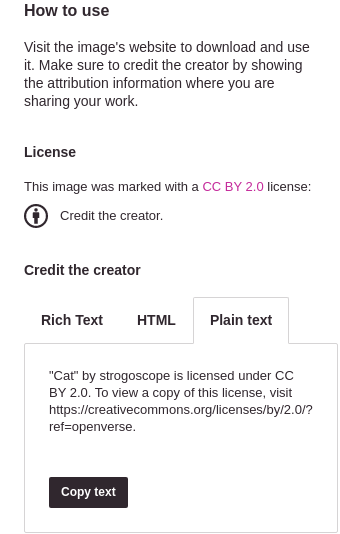 How to use
Visit the image's website to download and use
it. Make sure to credit the creator by showing
the attribution information where you are
sharing your work.
License
This image was marked with a CC BY 2.0 license:
Credit the creator.
Credit the creator
Rich Text HTML Plain text
"Cat" by strogoscope is licensed under CC
BY 2.0. To view a copy of this license, visit
https://creativecommons.org/licenses/by/2.0/?
ref=openverse.
Copy text